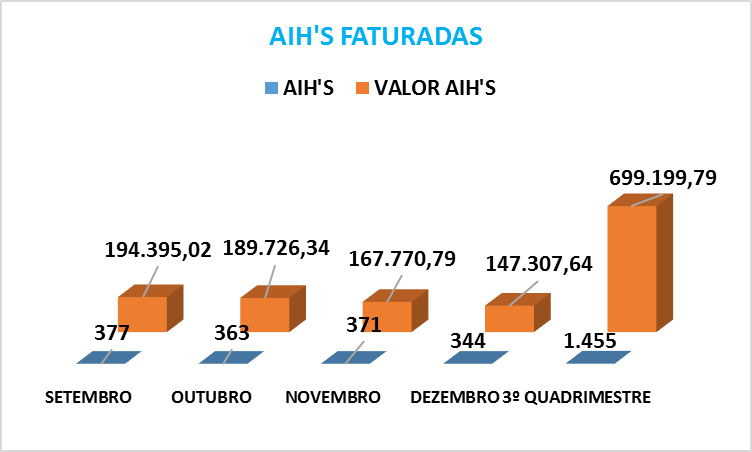 AIH'S FATURADAS
AIH'S VALOR AIH'S
699.199,79
194.395,02 189.726,34 167.770,79 147.307,64
377 363 371 344 1.455
SETEMBRO OUTUBRO NOVEMBRO DEZEMBRO 3º QUADRIMESTRE